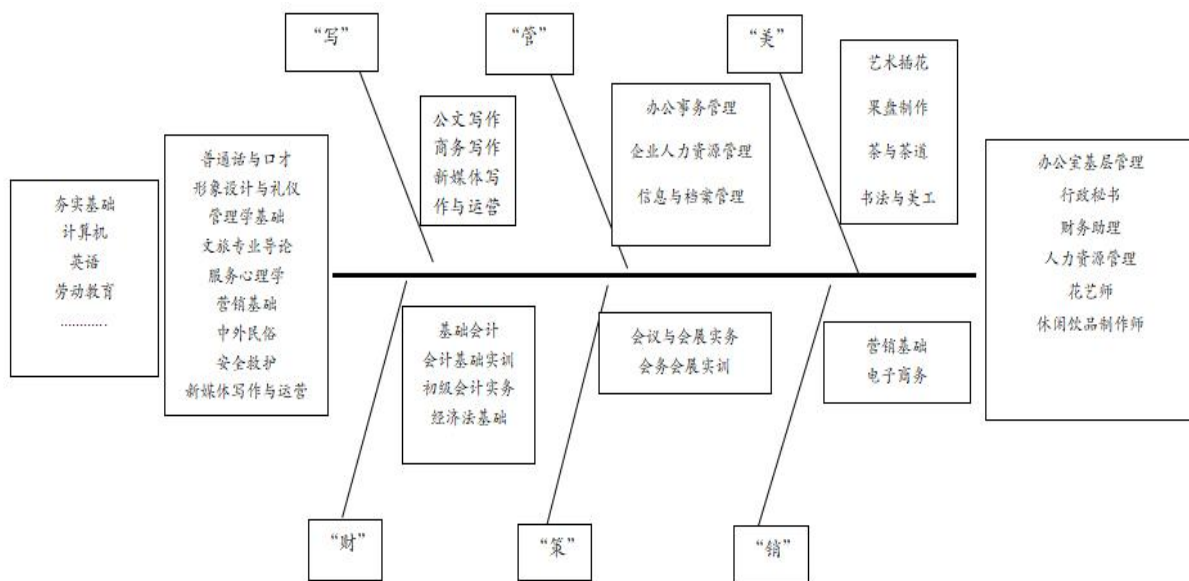 “写”
“管”
“美”
夯实基础
计算机
英语
劳动教育
…………
普通话与口才
形象设计与礼仪
管理学基础
文旅专业导论
服务心理学
营销基础
中外民俗
安全救护
新媒体写作与运营
公文写作
商务写作
新媒体写
作与运营
办公事务管理
企业人力资源管理
信息与档案管理
艺术插花
果盘制作
茶与茶道
书法与美工
基础会计
会计基础实训
初级会计实务
经济法基础
会议与会展实务
会务会展实训
营销基础
电子商务
办公室基层管理
行政秘书
财务助理
人力资源管理
花艺师
休闲饮品制作师
“财”
“策”
“销”